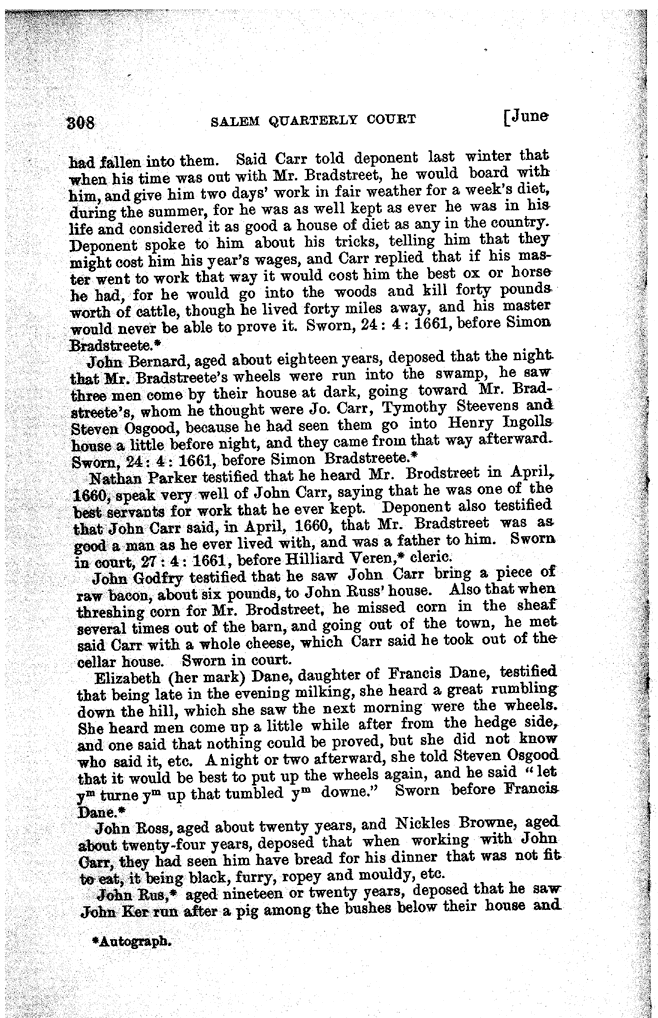 308 SALEM QUARTERLY COURT [June
had fallen into them. Said Carr told deponent last winter that
when his time was out with Mr. Bradstreet, he would board with
him, and give him two days' work in fair weather for a week's diet,
during the summer, for he was as well kept as ever he was in his
life and considered it as good a house of diet as any in the country.
Deponent spoke to him about his tricks, telling him that they
might cost him his year's wages, and Carr replied that if his mas-
ter went to work that way it would cost him the best ox or horse
he had, for he would go into the woods and kill forty pounds
worth of cattle, though he lived forty miles away, and his master
would never be able to prove it. Sworn, 24 : 4 : 1661, before Simon
Bradstreete.*
John Bernard, aged about eighteen years, deposed that the night
that Mr. Bradstreete's wheels were run into the swamp, he saw
three men come by their house at dark, going toward Mr. Brad-
streete's, whom he thought were Jo. Carr, Tymothy Steevens and
Steven Osgood, because he had seen them go into Henry Ingolls
house a little before night, and they came from that way afterward.
Sworn, 24 : 4 : 1661, before Simon Bradstreete.*
Nathan Parker testified that he heard Mr. Brodstreet in April,
1660, speak very well of John Carr, saying that he was one of the
best servants for work that he ever kept. Deponent also testified
that John Carr said, in April, 1660, that Mr. Bradstreet was as
good a man as he ever lived with, and was a father to him. Sworn
in court, 27 : 4 : 1661, before Hilliard Veren,* cleric.
John Godfry testified that he saw John Carr bring a piece of
raw bacon, about six pounds, to John Russ' house. Also that when
threshing corn for Mr. Brodstreet, he missed corn in the sheaf
several times out of the barn, and going out of the town, he met
said Carr with a whole cheese, which Carr said he took out of the
cellar house. Sworn in court.
Elizabeth (her mark) Dane, daughter of Francis Dane, testified
that being late in the evening milking, she heard a great rumbling
down the hill, which she saw the next morning were the wheels.
She heard men come up a little while after from the hedge side,
and one said that nothing could be proved, but she did not know
who said it, etc. A night or two afterward, she told Steven Osgood
that it would be best to put up the wheels again, and he said "let
yᵐ turne yᵐ up that tumbled yᵐ downe." Sworn before Francis
Dane.*
John Ross, aged about twenty years, and Nickles Browne, aged
about twenty-four years, deposed that when working with John
Carr, they had seen him have bread for his dinner that was not fit
to eat, it being black, furry, ropey and mouldy, etc.
John Rus,* aged nineteen or twenty years, deposed that he saw
John Ker run after a pig among the bushes below their house and
*Autograph.